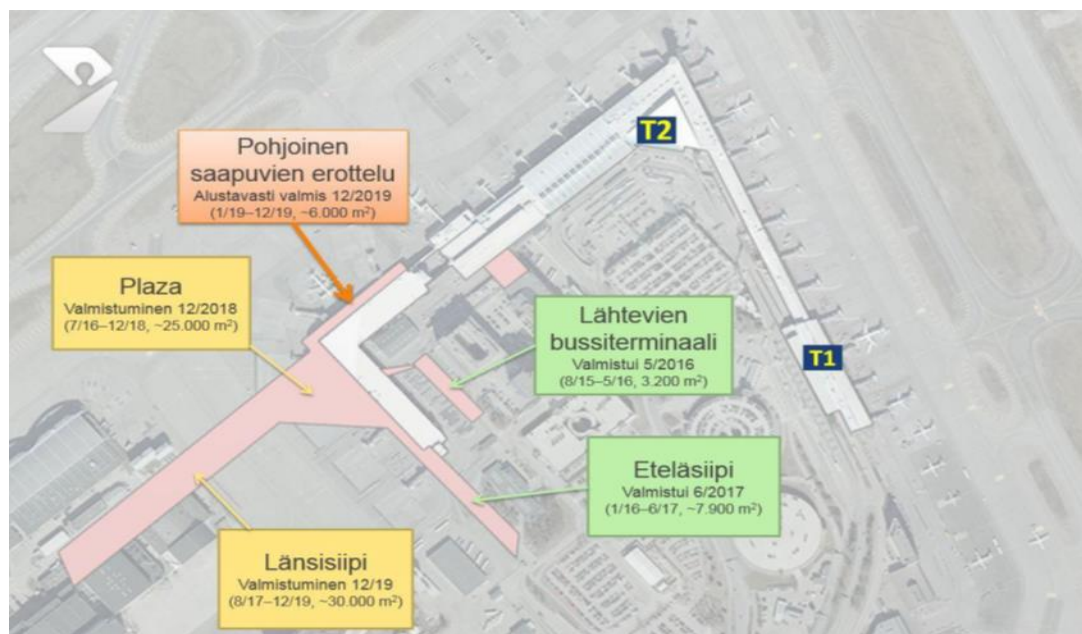 T2
Pohjoinen
saapuvien erottelu
Alustavasti valmis 12/2019
(1/19–12/19, ~6.000 m²)
Plaza
Valmistuminen 12/2018
(7/16–12/18, ~25.000 m²)
Lähtevien
bussiterminaali
Valmistui 5/2016
(8/15–5/16, 3.200 m²)
T1
Eteläsiipi
Valmistui 6/2017
(1/16–6/17, ~7.900 m²)
Länsisiipi
Valmistuminen 12/19
(8/17–12/19, ~30.000 m²)